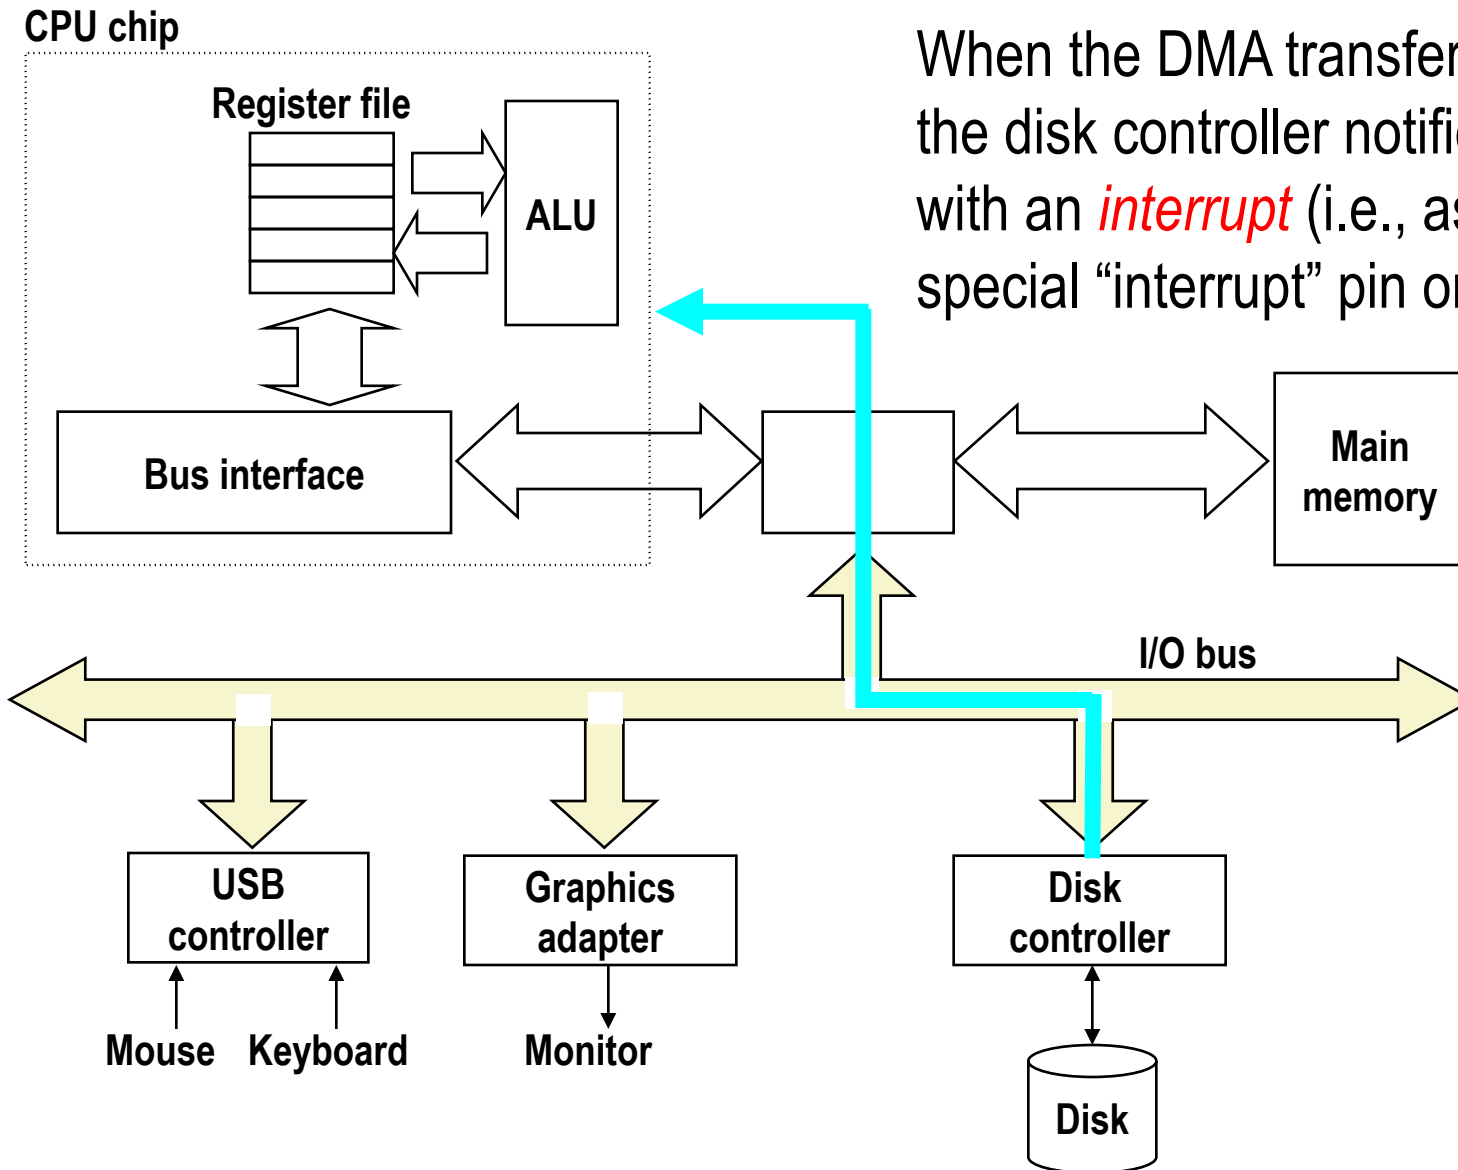 CPU chip
When the DMA transfer
the disk controller notifi
with an interrupt (i.e., as
special “interrupt” pin o
Register file
ALU
Bus interface
Main
memory
I/O bus
USB
controller
Graphics
adapter
Disk
controller
Mouse
Keyboard
Monitor
Disk